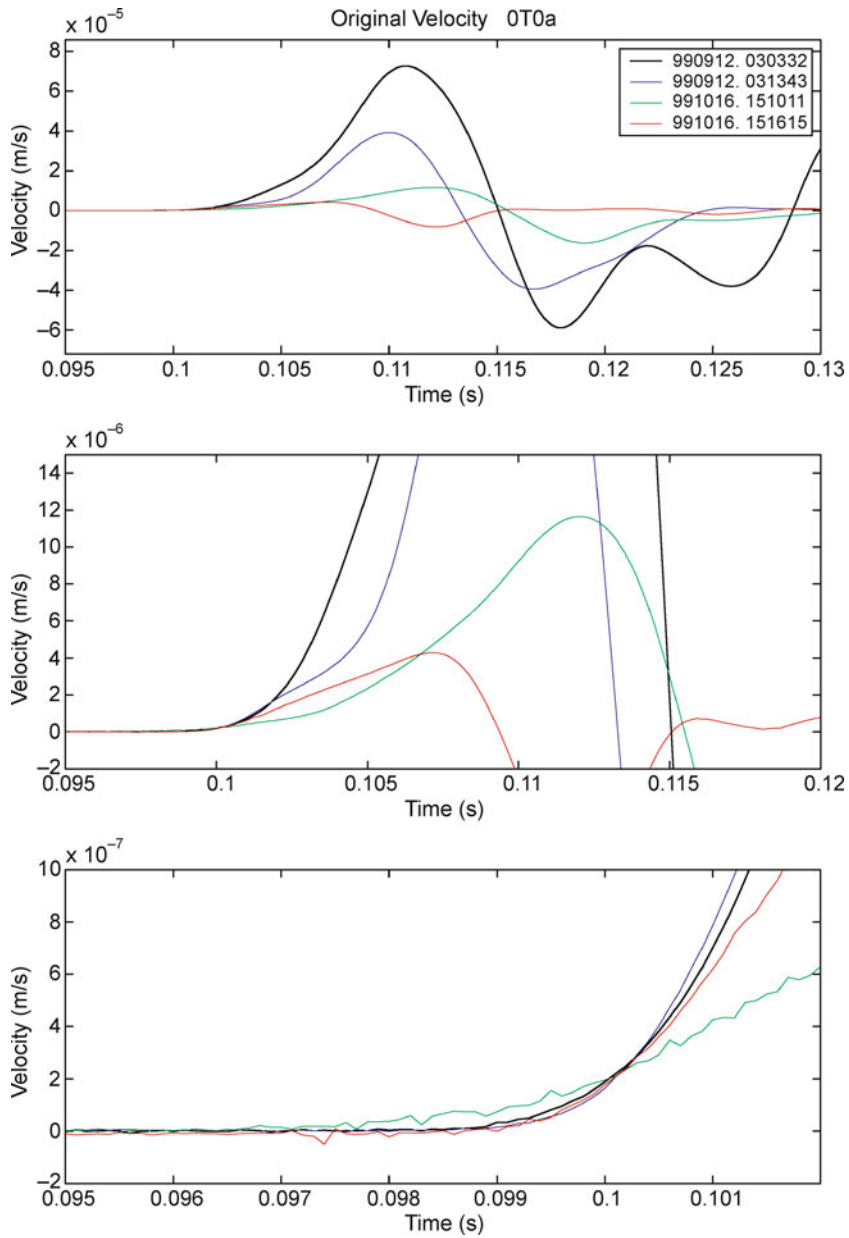 Original Velocity 0T0a
x 10⁻⁵
8
6
4
2
0
−2
−4
−6
Velocity (m/s)
990912. 030332
990912. 031343
991016. 151011
991016. 151615
0.095 0.1 0.105 0.11 0.115 0.12 0.125 0.13
Time (s)
x 10⁻⁶
14
12
10
8
6
4
2
0
−2
Velocity (m/s)
0.095 0.1 0.105 0.11 0.115 0.12
Time (s)
x 10⁻⁷
10
8
6
4
2
0
−2
Velocity (m/s)
0.095 0.096 0.097 0.098 0.099 0.1 0.101
Time (s)